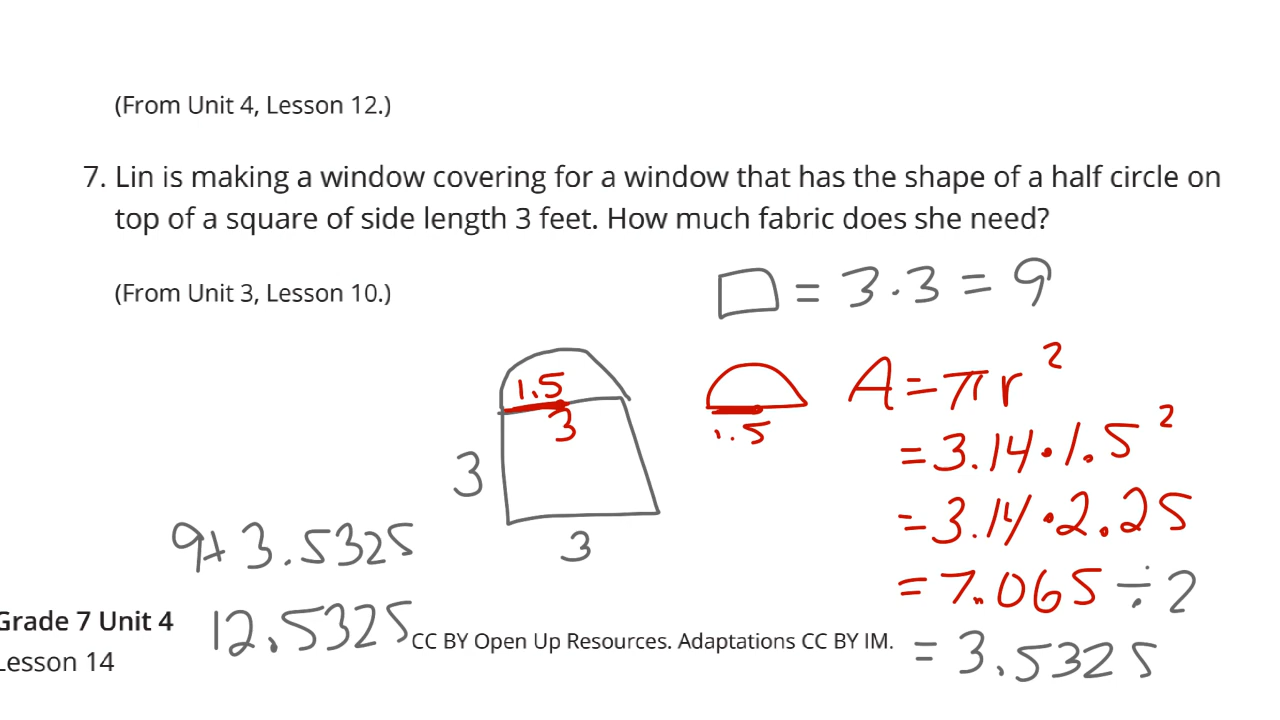 (From Unit 4, Lesson 12.)
7. Lin is making a window covering for a window that has the shape of a half circle on
top of a square of side length 3 feet. How much fabric does she need?
(From Unit 3, Lesson 10.)
= 3.3 = 9
1.5
3
3
3
1.5
A = πr²
= 3.14 · 1.5²
= 3.14 · 2.25
= 7.065 ÷ 2
= 3.5325
9+3.5325
12.5325
Grade 7 Unit 4
Lesson 14
CC BY Open Up Resources. Adaptations CC BY IM.